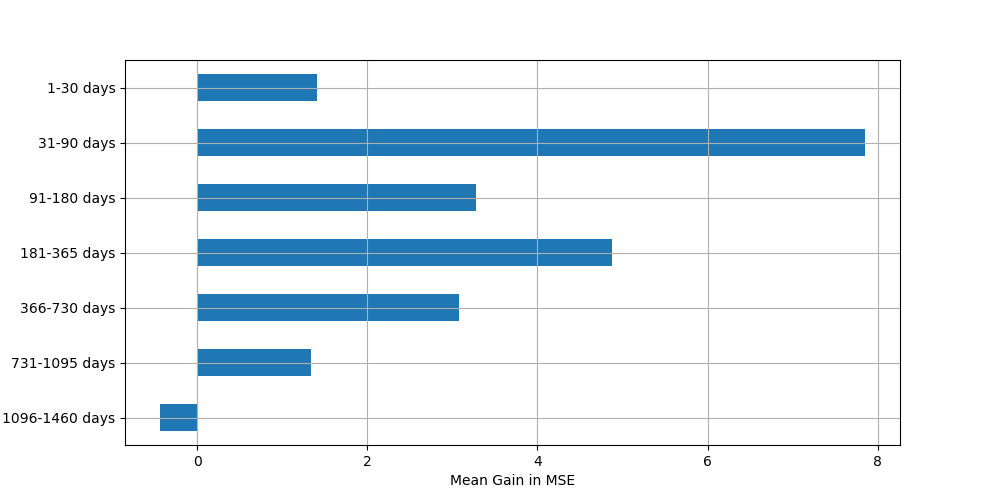 1-30 days
31-90 days
91-180 days
181-365 days
366-730 days
731-1095 days
1096-1460 days
0 2 4 6 8
Mean Gain in MSE